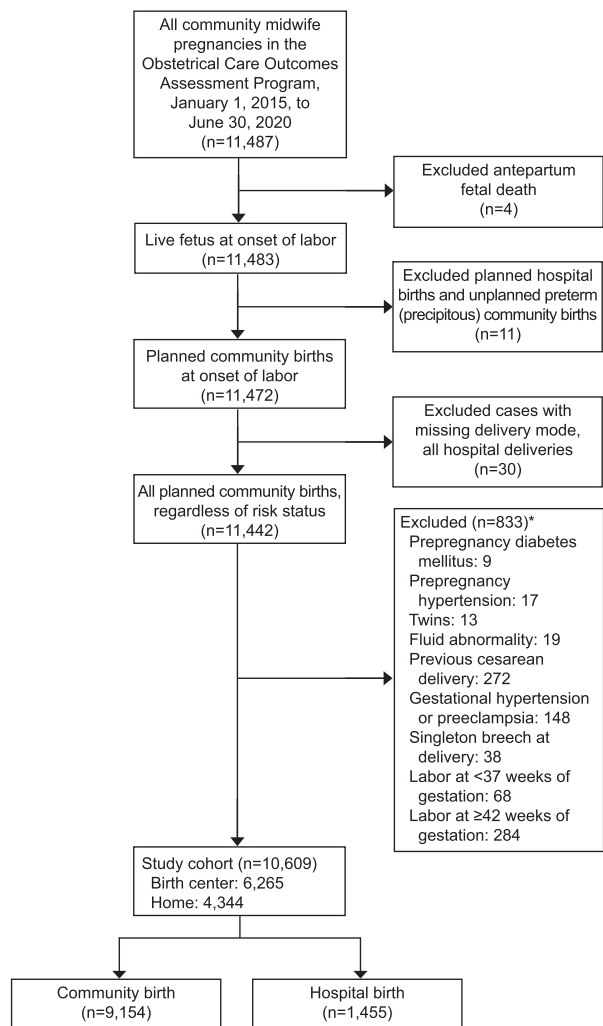 All community midwife
pregnancies in the
Obstetrical Care Outcomes
Assessment Program,
January 1, 2015, to
June 30, 2020
(n=11,487)
Excluded antepartum
fetal death
(n=4)
Live fetus at onset of labor
(n=11,483)
Excluded planned hospital
births and unplanned preterm
(precipitous) community births
(n=11)
Planned community births
at onset of labor
(n=11,472)
Excluded cases with
missing delivery mode,
all hospital deliveries
(n=30)
All planned community births,
regardless of risk status
(n=11,442)
Excluded (n=833)*
Prepregnancy diabetes
mellitus: 9
Prepregnancy
hypertension: 17
Twins: 13
Fluid abnormality: 19
Previous cesarean
delivery: 272
Gestational hypertension
or preeclampsia: 148
Singleton breech at
delivery: 38
Labor at <37 weeks of
gestation: 68
Labor at ≥42 weeks of
gestation: 284
Study cohort (n=10,609)
Birth center: 6,265
Home: 4,344
Community birth
(n=9,154)
Hospital birth
(n=1,455)